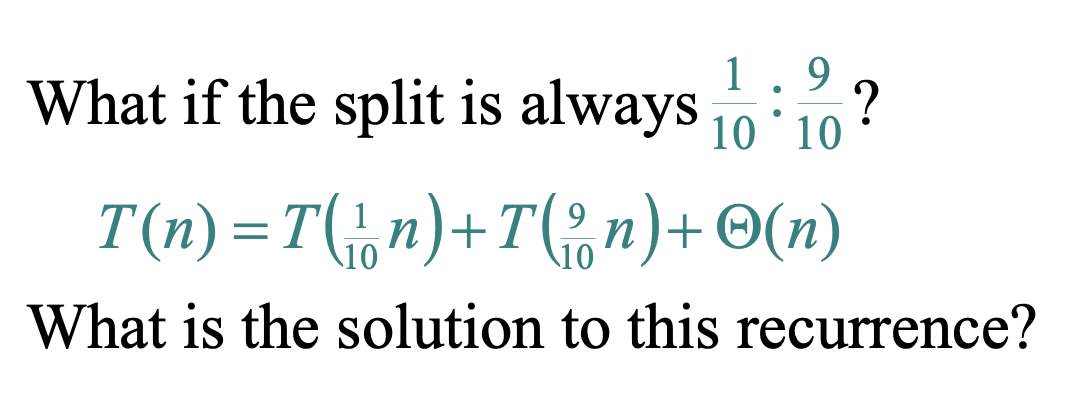 What if the split is always 1/10 : 9/10 ?
T(n) = T(1/10 n) + T(9/10 n) + Θ(n)
What is the solution to this recurrence?